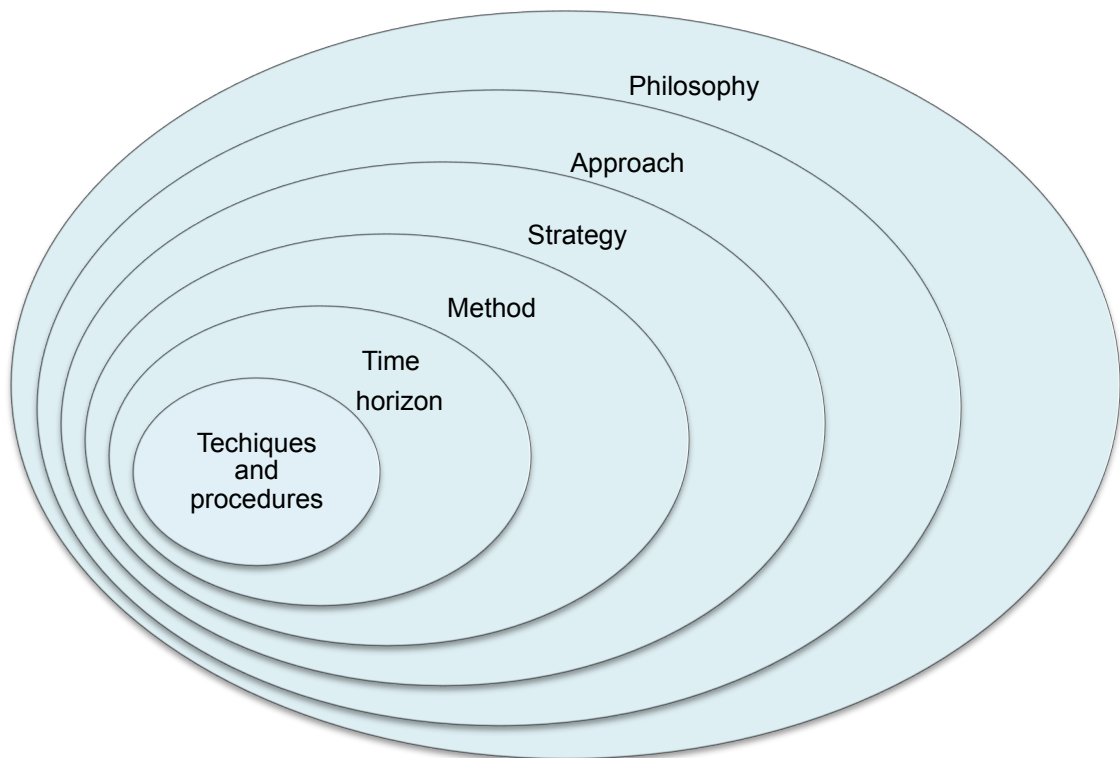 Philosophy
Approach
Strategy
Method
Time
horizon
Techiques
and
procedures